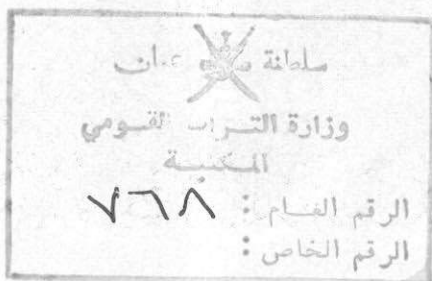 سلطنة عمان
وزارة التراث القومي
المكتبة
الرقم العام : ٧٦٨
الرقم الخاص :